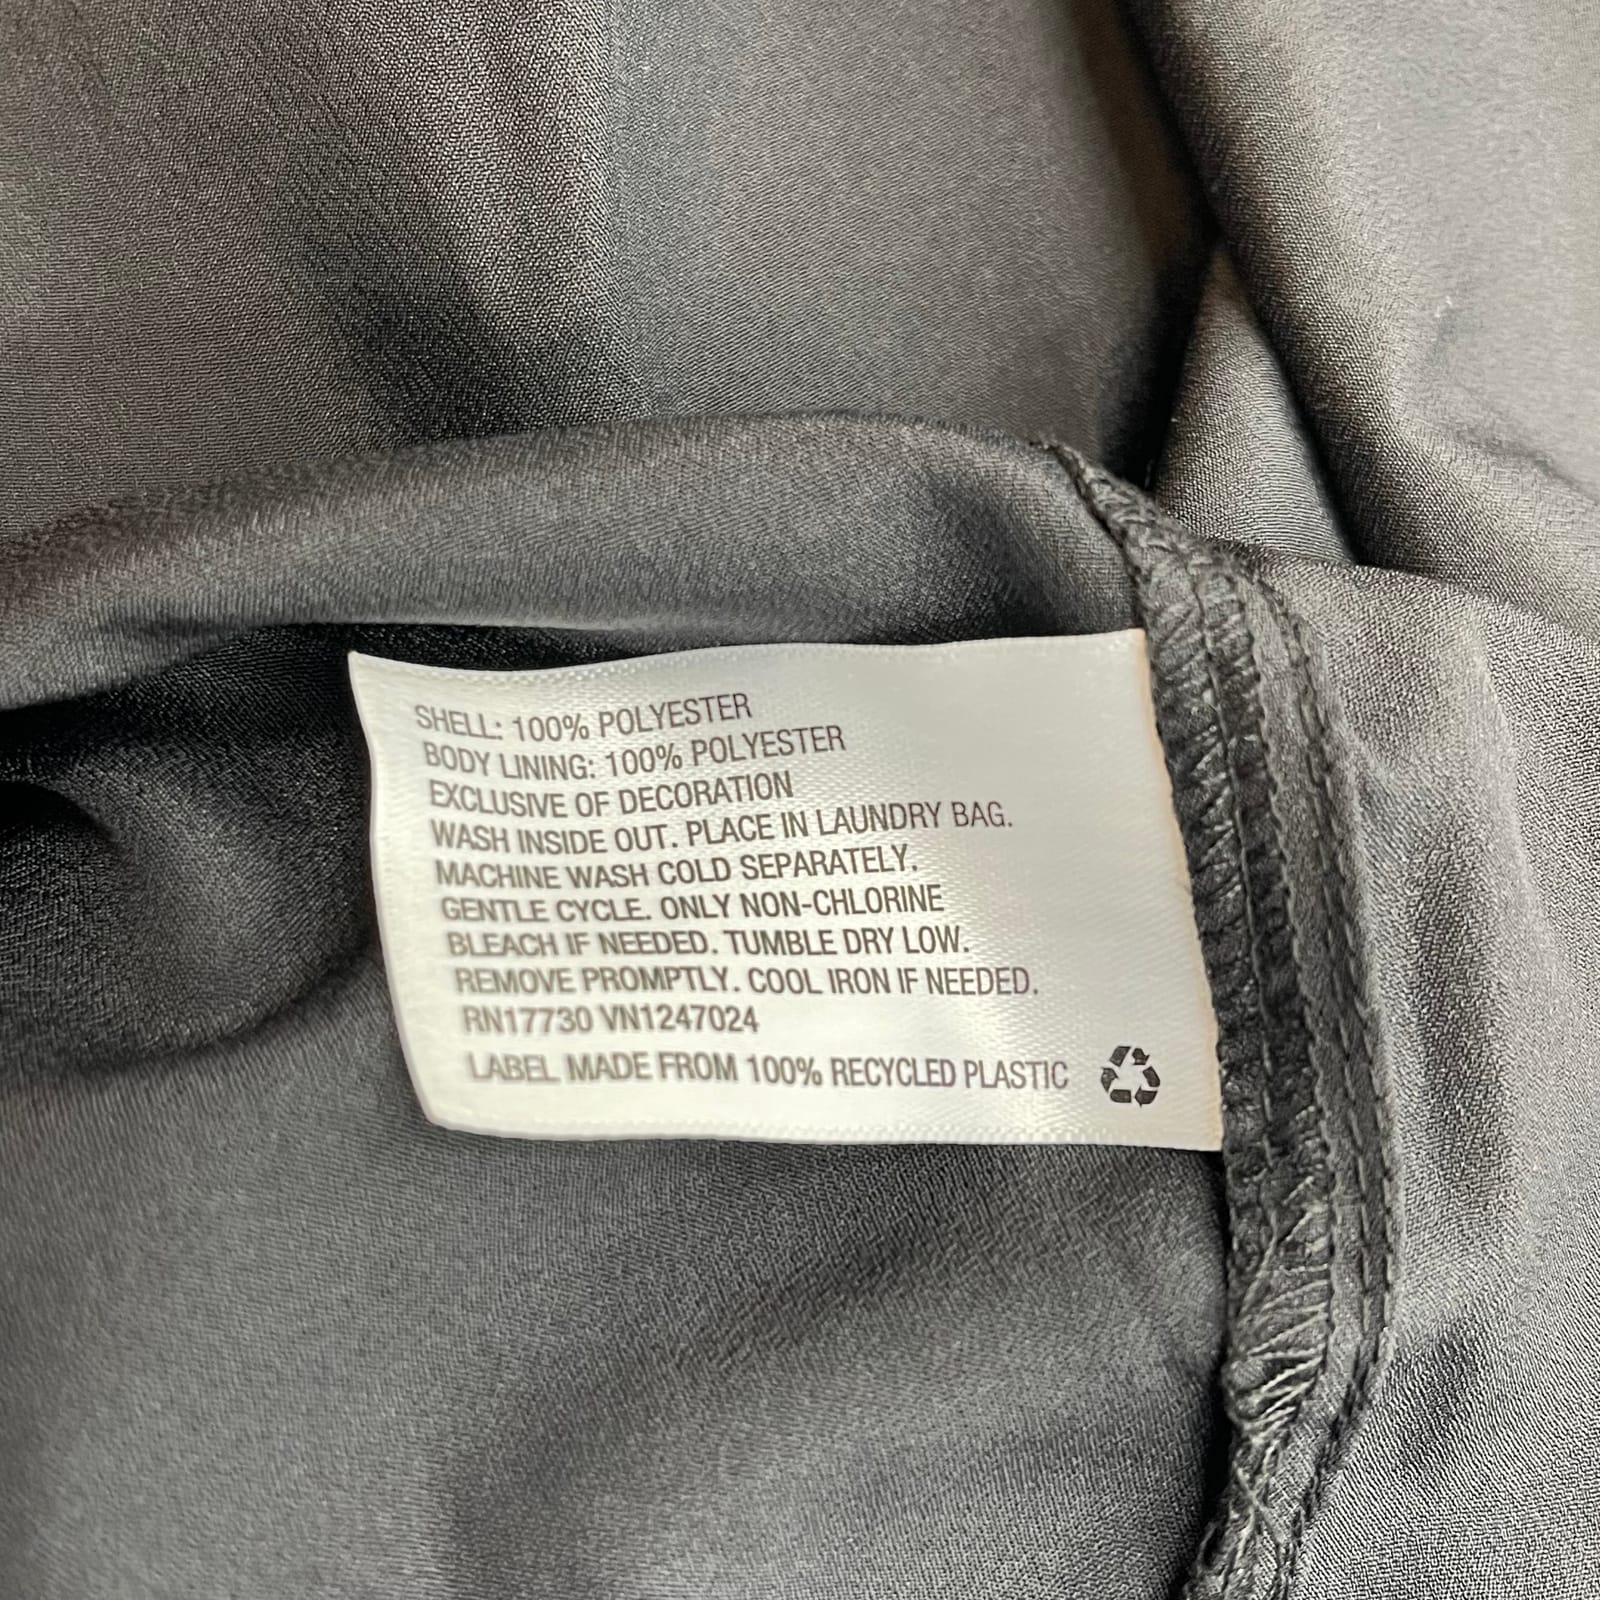 SHELL: 100% POLYESTER
BODY LINING: 100% POLYESTER
EXCLUSIVE OF DECORATION
WASH INSIDE OUT. PLACE IN LAUNDRY BAG.
MACHINE WASH COLD SEPARATELY.
GENTLE CYCLE. ONLY NON-CHLORINE
BLEACH IF NEEDED. TUMBLE DRY LOW.
REMOVE PROMPTLY. COOL IRON IF NEEDED.
RN17730 VN1247024
LABEL MADE FROM 100% RECYCLED PLASTIC